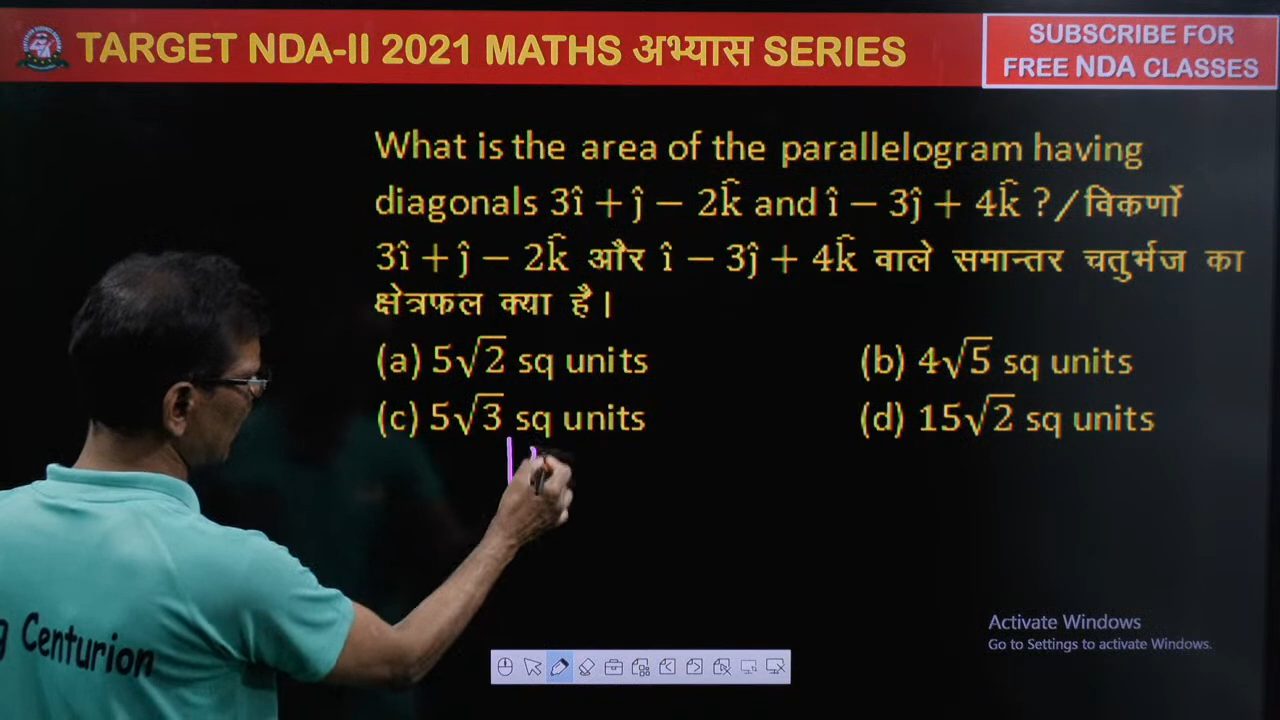 TARGET NDA-II 2021 MATHS अभ्यास SERIES
SUBSCRIBE FOR
FREE NDA CLASSES
What is the area of the parallelogram having
diagonals 3î + ĵ − 2k̂ and î − 3ĵ + 4k̂ ?/विकर्णो
3î + ĵ − 2k̂ और î − 3ĵ + 4k̂ वाले समान्तर चतुर्भज का
क्षेत्रफल क्या है।
(a) 5√2 sq units
(b) 4√5 sq units
(c) 5√3 sq units
(d) 15√2 sq units
Centurion
Activate Windows
Go to Settings to activate Windows.